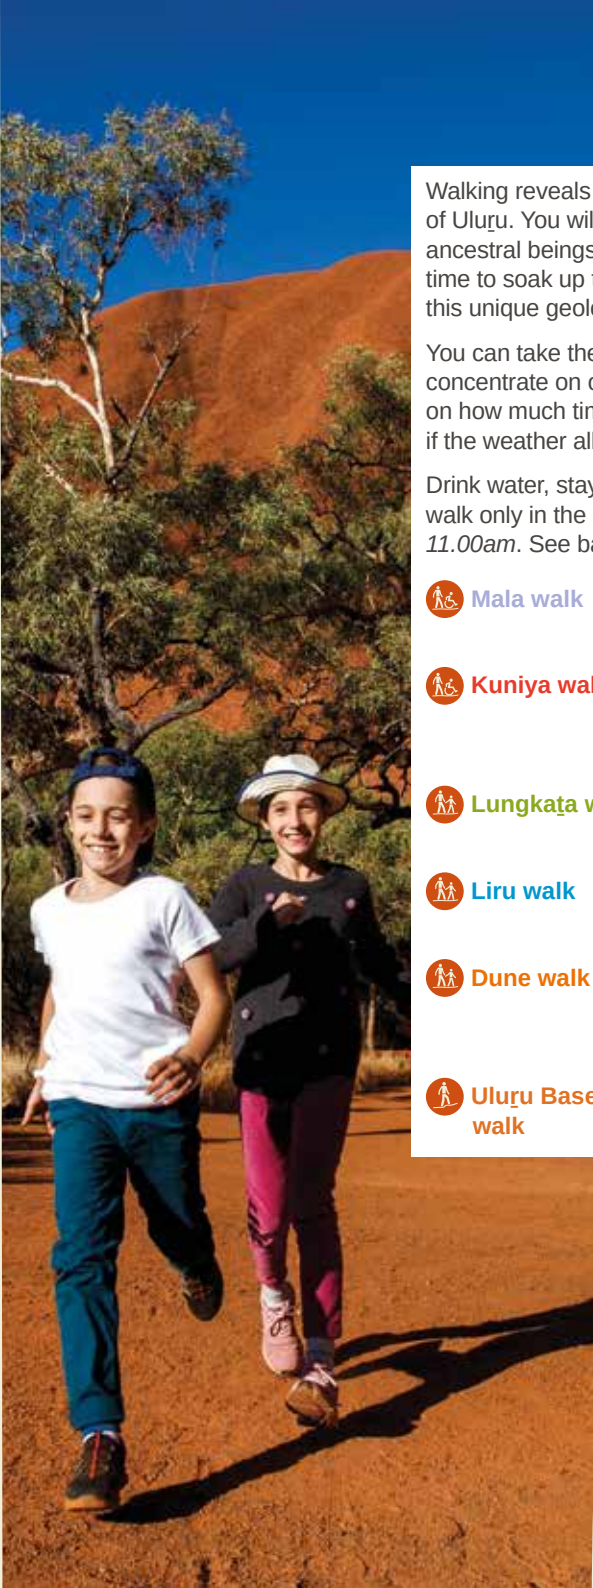 Walking reveals
of Uluṟu. You wil
ancestral beings
time to soak up t
this unique geolo
You can take the
concentrate on o
on how much tim
if the weather all
Drink water, stay
walk only in the
11.00am. See ba
Mala walk
Kuniya wal
Lungkaṯa w
Liru walk
Dune walk
Uluṟu Base
walk